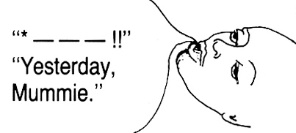 “* — — — !!”
“Yesterday,
Mummie.”